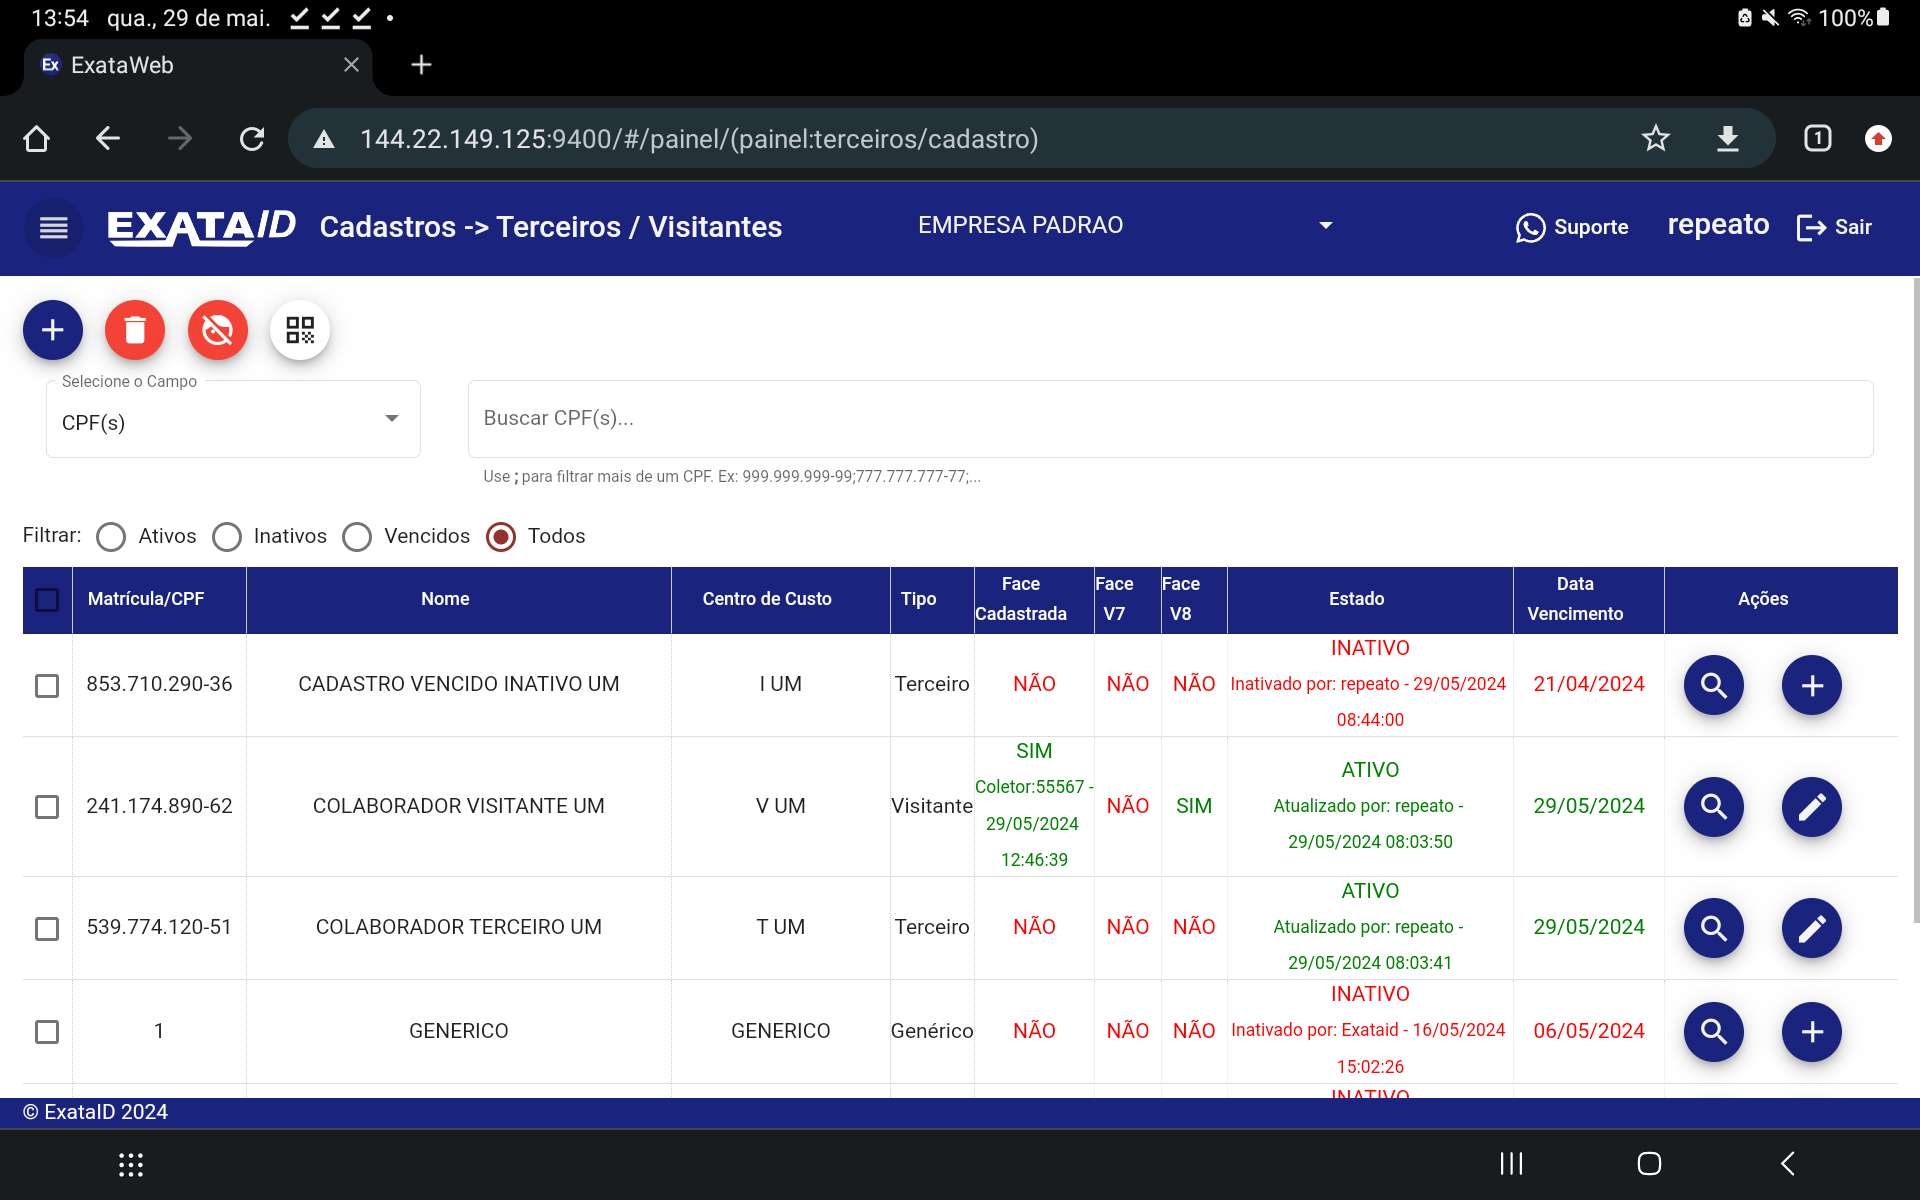 13:54 qua., 29 de mai.
100%
Ex ExataWeb
144.22.149.125:9400/#/painel/(painel:terceiros/cadastro)
1
EXATAID Cadastros -> Terceiros / Visitantes EMPRESA PADRAO Suporte repeato Sair
Selecione o Campo
CPF(s)
Buscar CPF(s)...
Use ; para filtrar mais de um CPF. Ex: 999.999.999-99;777.777.777-77;...
Filtrar: Ativos Inativos Vencidos Todos
Matrícula/CPF Nome Centro de Custo Tipo Face Cadastrada Face V7 Face V8 Estado Data Vencimento Ações
INATIVO
853.710.290-36 CADASTRO VENCIDO INATIVO UM I UM Terceiro NÃO NÃO NÃO Inativado por: repeato - 29/05/2024 21/04/2024
08:44:00
SIM
ATIVO
Coletor:55567 -
241.174.890-62 COLABORADOR VISITANTE UM V UM Visitante NÃO SIM Atualizado por: repeato - 29/05/2024
29/05/2024
29/05/2024 08:03:50
12:46:39
ATIVO
539.774.120-51 COLABORADOR TERCEIRO UM T UM Terceiro NÃO NÃO NÃO Atualizado por: repeato - 29/05/2024
29/05/2024 08:03:41
INATIVO
1 GENERICO GENERICO Genérico NÃO NÃO NÃO Inativado por: Exataid - 16/05/2024 06/05/2024
15:02:26
INATIVO
© ExataID 2024